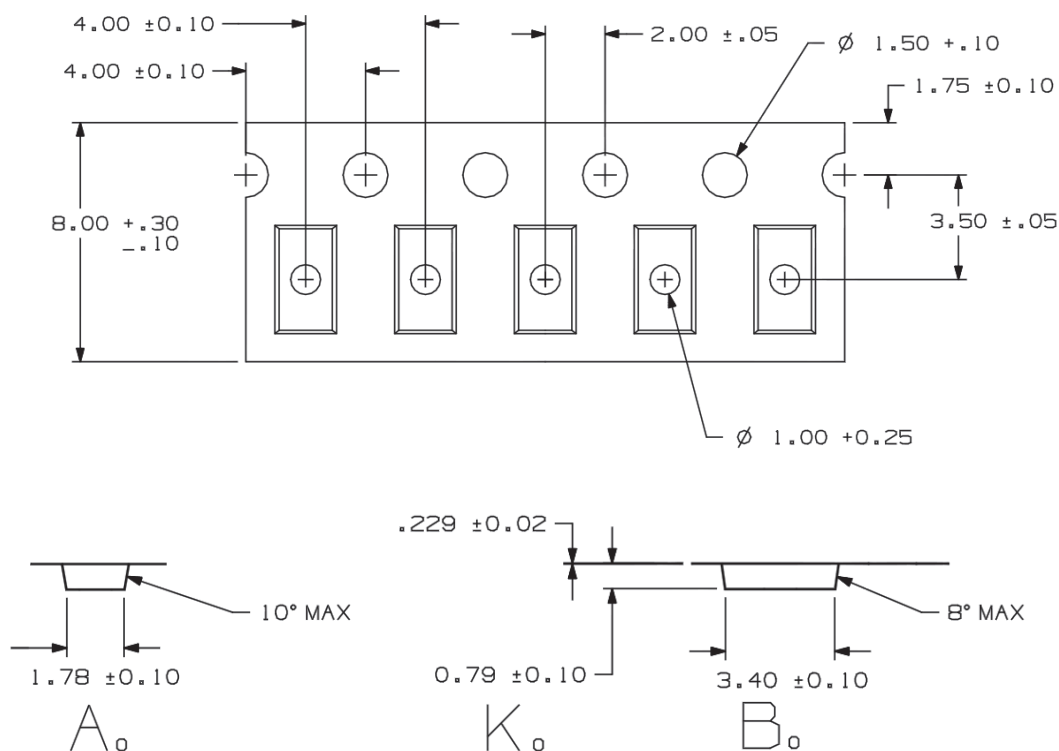 4.00 ±0.10
2.00 ±.05
Ø 1.50 +.10
4.00 ±0.10
1.75 ±0.10
8.00 +.30
-.10
3.50 ±.05
Ø 1.00 +0.25
.229 ±0.02
10° MAX
8° MAX
1.78 ±0.10
0.79 ±0.10
3.40 ±0.10
A₀
K₀
B₀